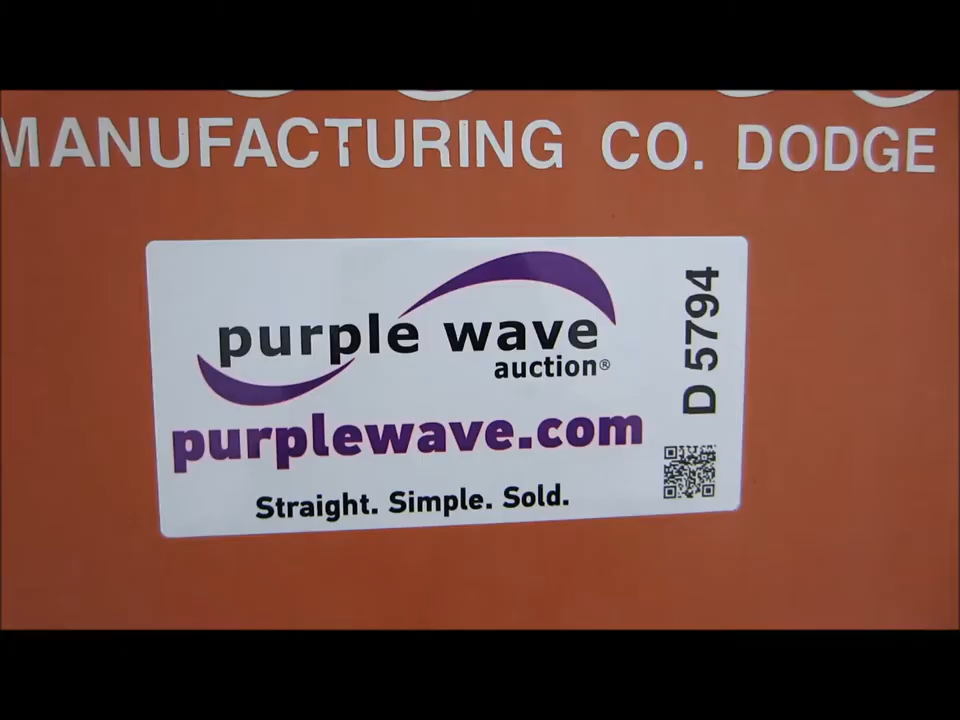 MANUFACTURING CO. DODGE
purple wave
auction®
purplewave.com
Straight. Simple. Sold.
D 5794